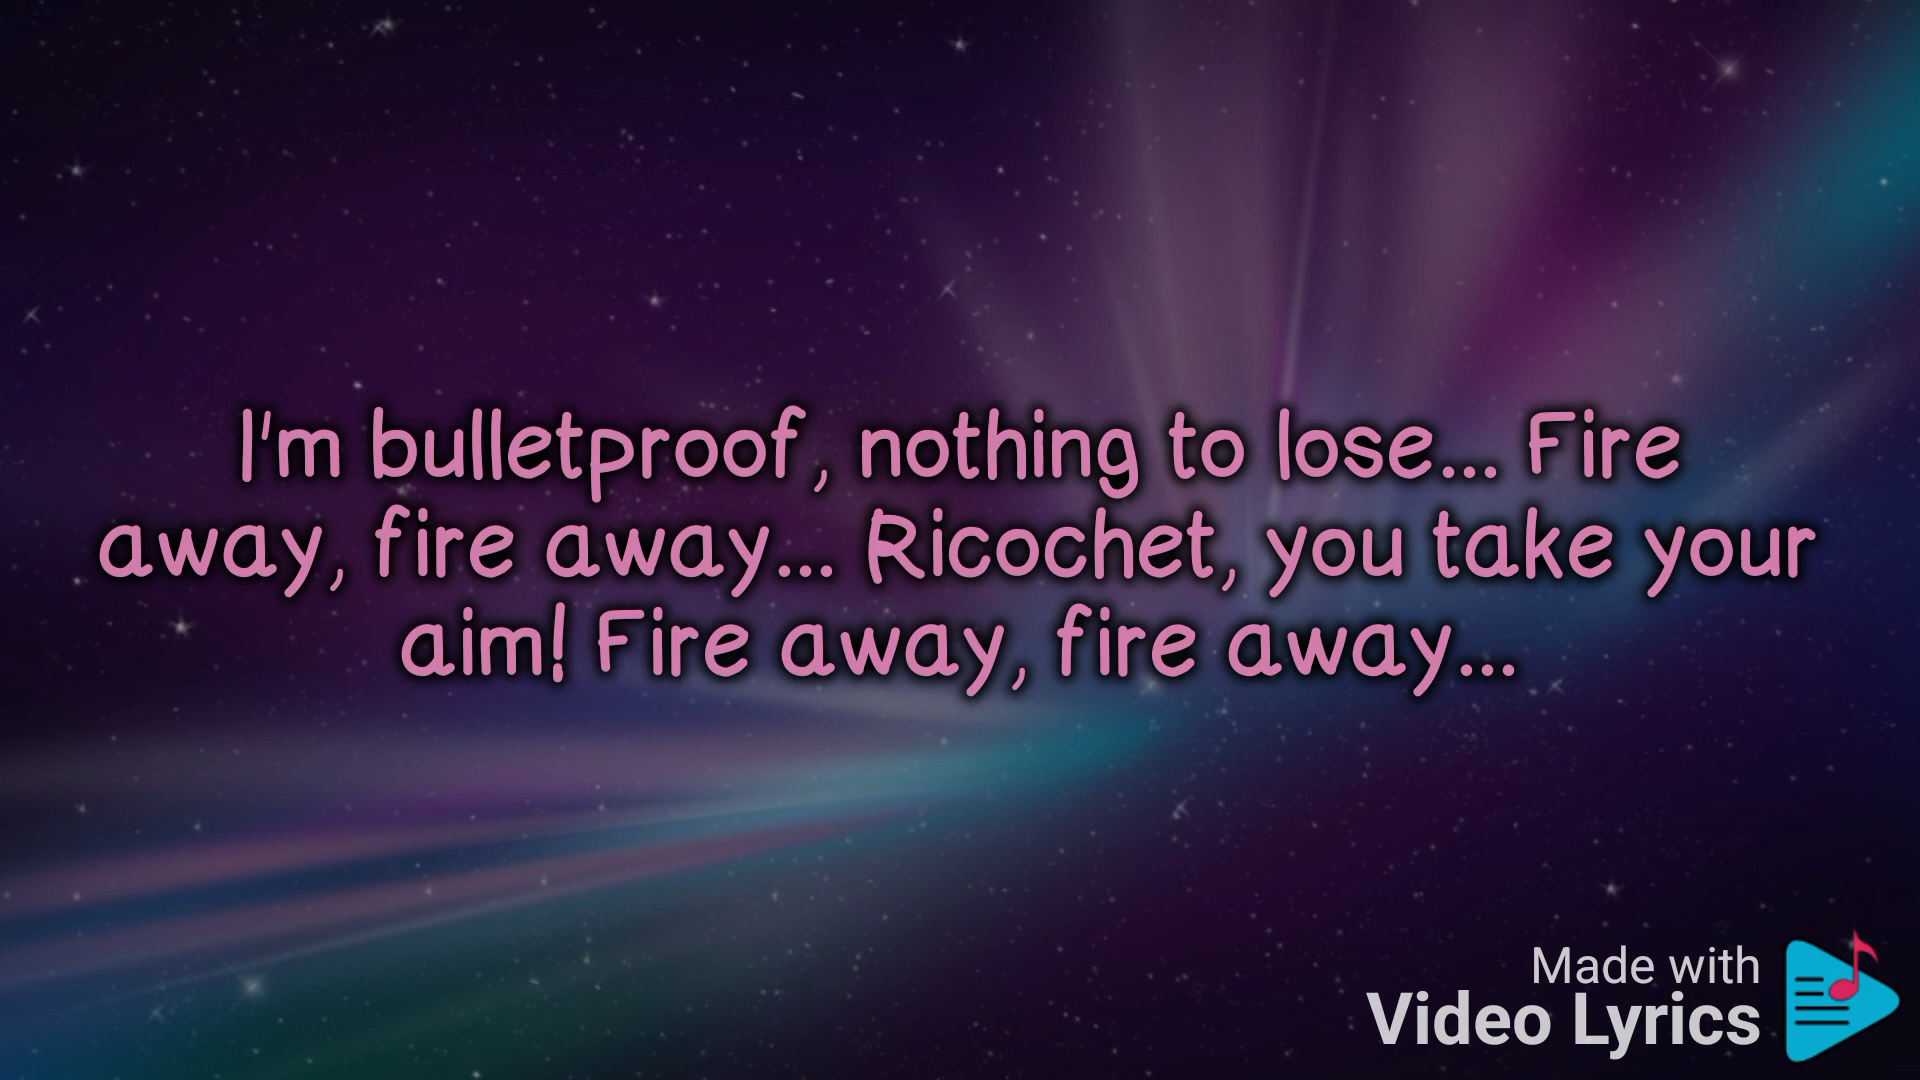 I'm bulletproof, nothing to lose... Fire
away, fire away... Ricochet, you take your
aim! Fire away, fire away...
Made with
Video Lyrics